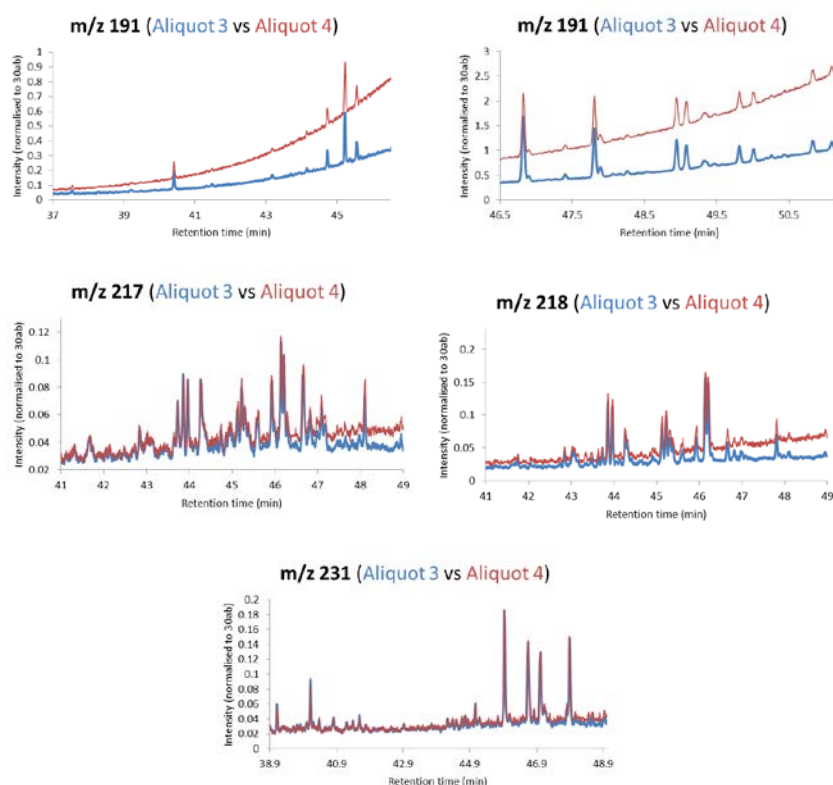 m/z 191 (Aliquot 3 vs Aliquot 4)
Intensity (normalised to 30ab)
1
0.9
0.8
0.7
0.6
0.5
0.4
0.3
0.2
0.1
0
37 39 41 43 45
Retention time (min)
m/z 191 (Aliquot 3 vs Aliquot 4)
Intensity (normalised to 30ab)
3
2.5
2
1.5
1
0.5
0
46.5 47.5 48.5 49.5 50.5
Retention time (min)
m/z 217 (Aliquot 3 vs Aliquot 4)
Intensity (normalised to 30ab)
0.12
0.1
0.08
0.06
0.04
0.02
41 42 43 44 45 46 47 48 49
Retention time (min)
m/z 218 (Aliquot 3 vs Aliquot 4)
Intensity (normalised to 30ab)
0.2
0.15
0.1
0.05
0
41 42 43 44 45 46 47 48 49
Retention time (min)
m/z 231 (Aliquot 3 vs Aliquot 4)
Intensity (normalised to 30ab)
0.2
0.18
0.16
0.14
0.12
0.1
0.08
0.06
0.04
0.02
0
38.9 40.9 42.9 44.9 46.9 48.9
Retention time (min)